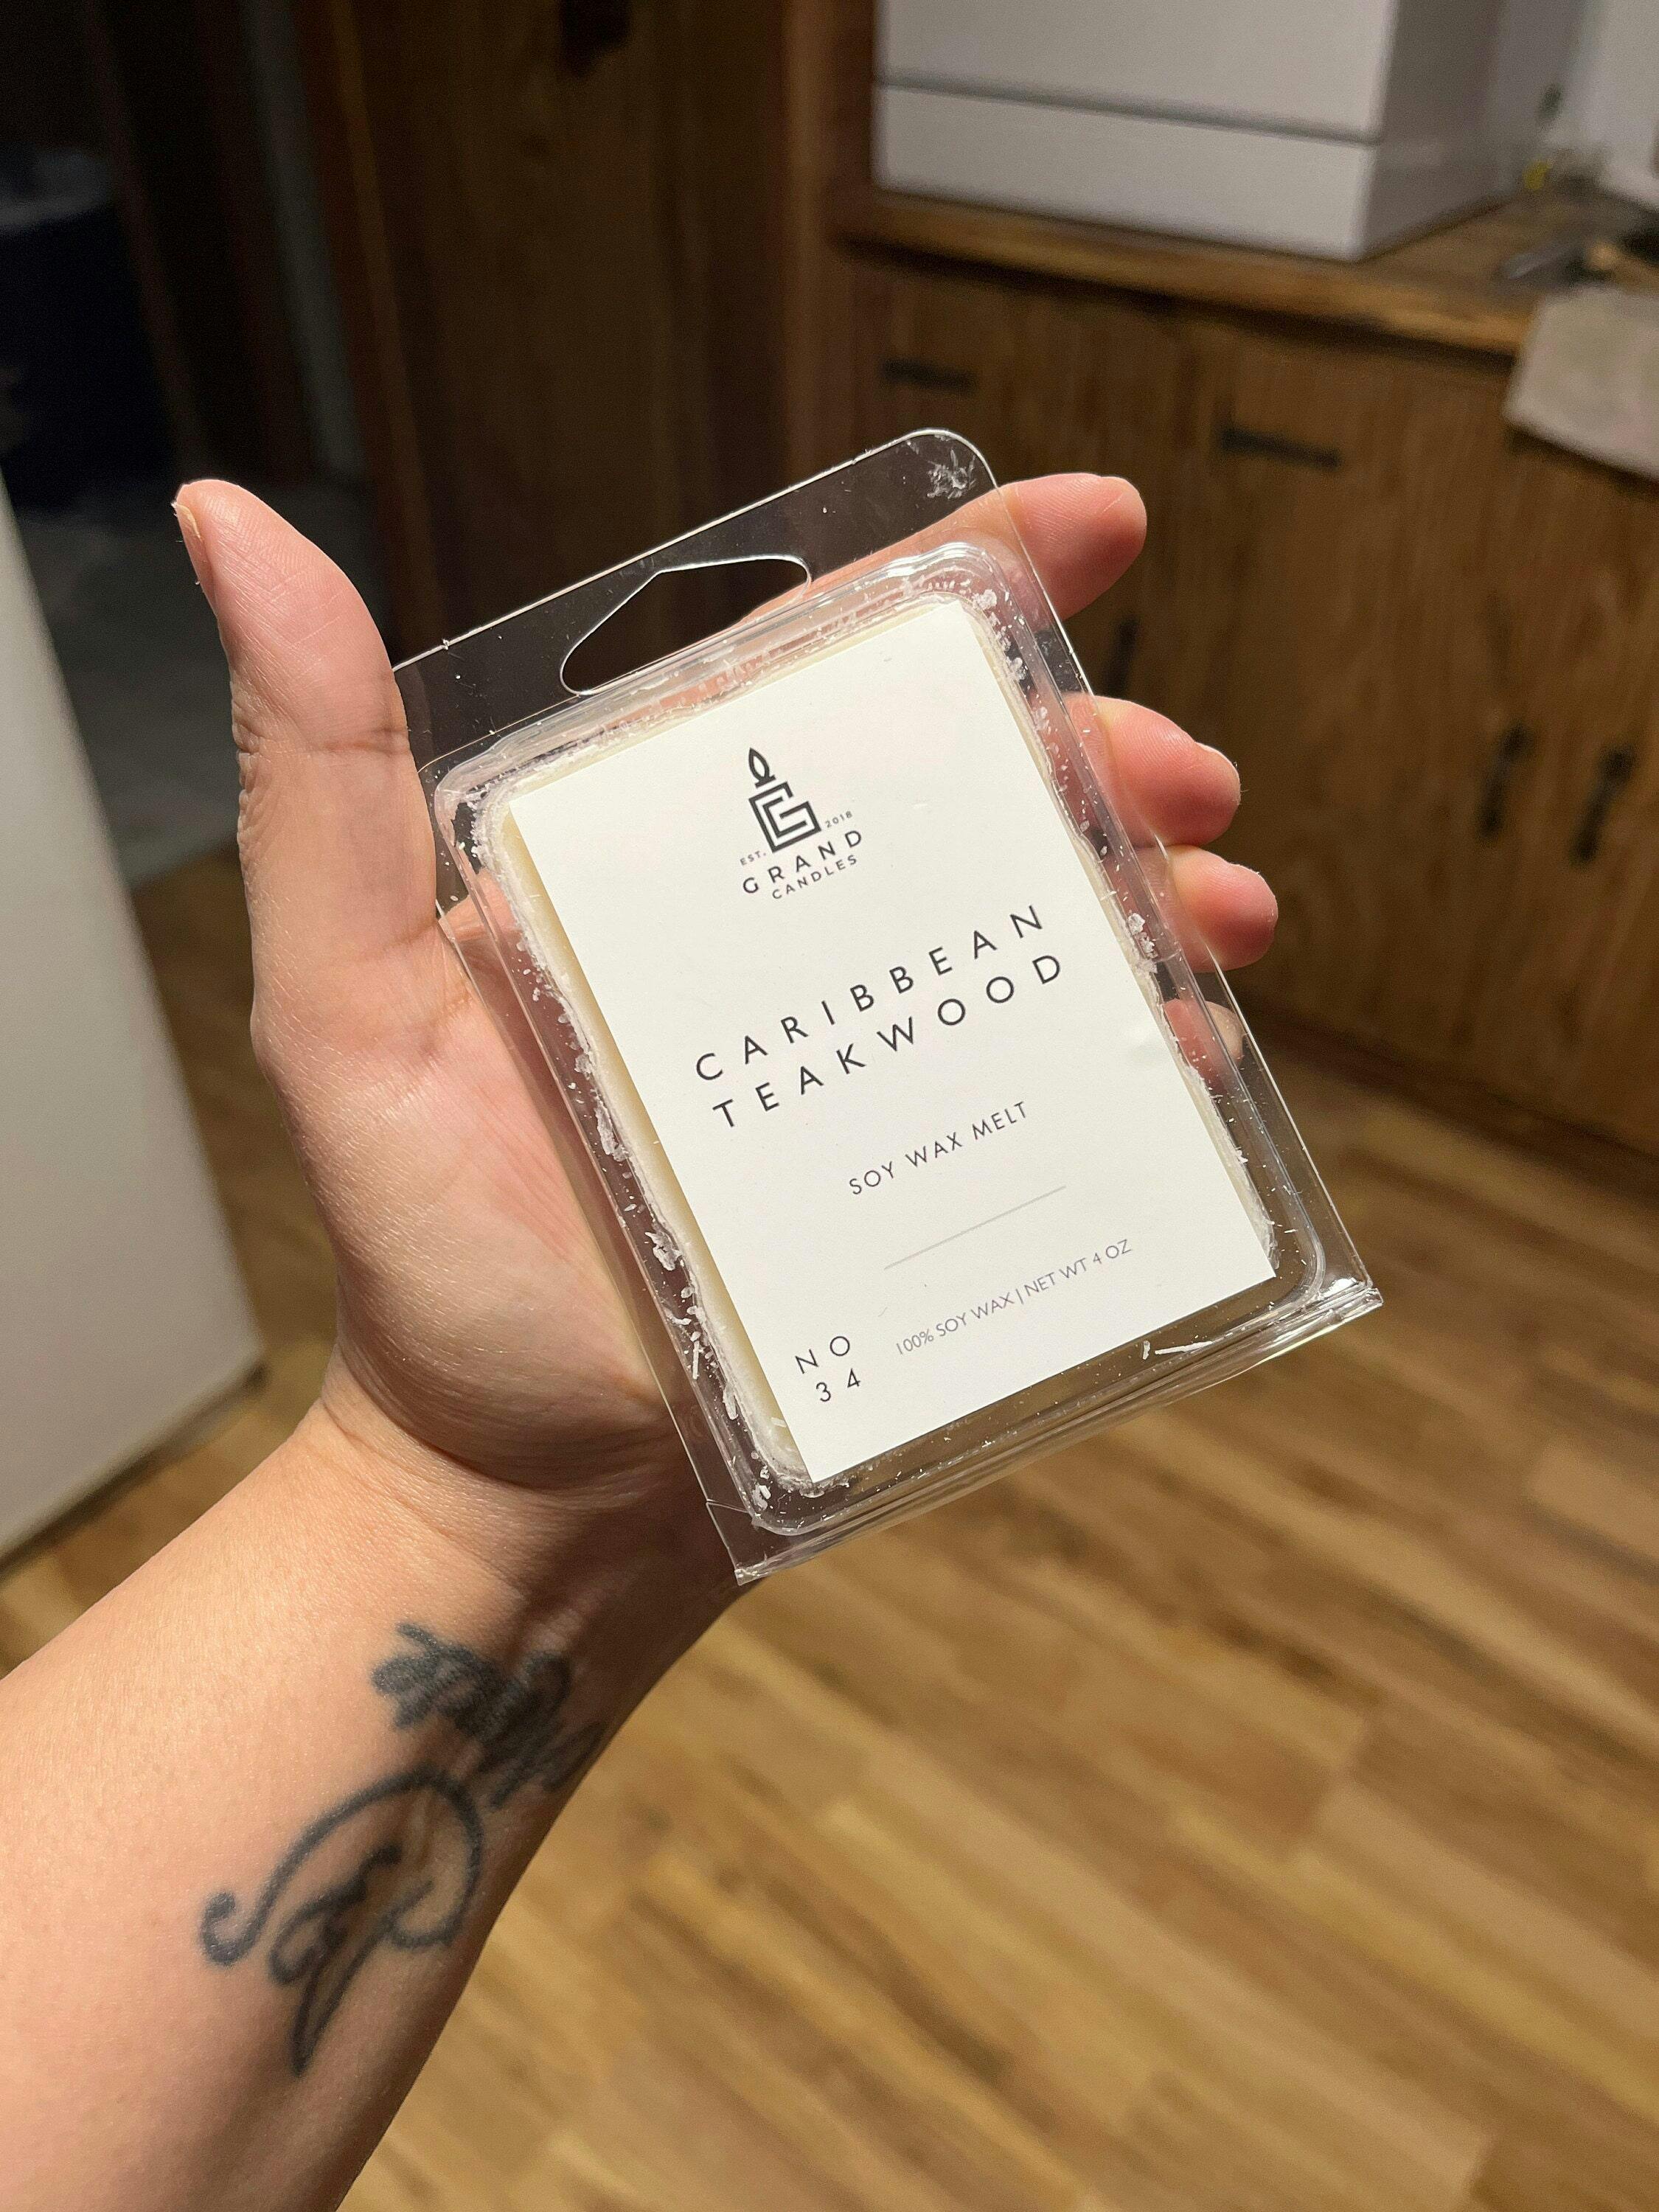 EST. 2018
GRAND
CANDLES
CARIBBEAN
TEAKWOOD
SOY WAX MELT
100% SOY WAX | NET WT 4 OZ
NO
34